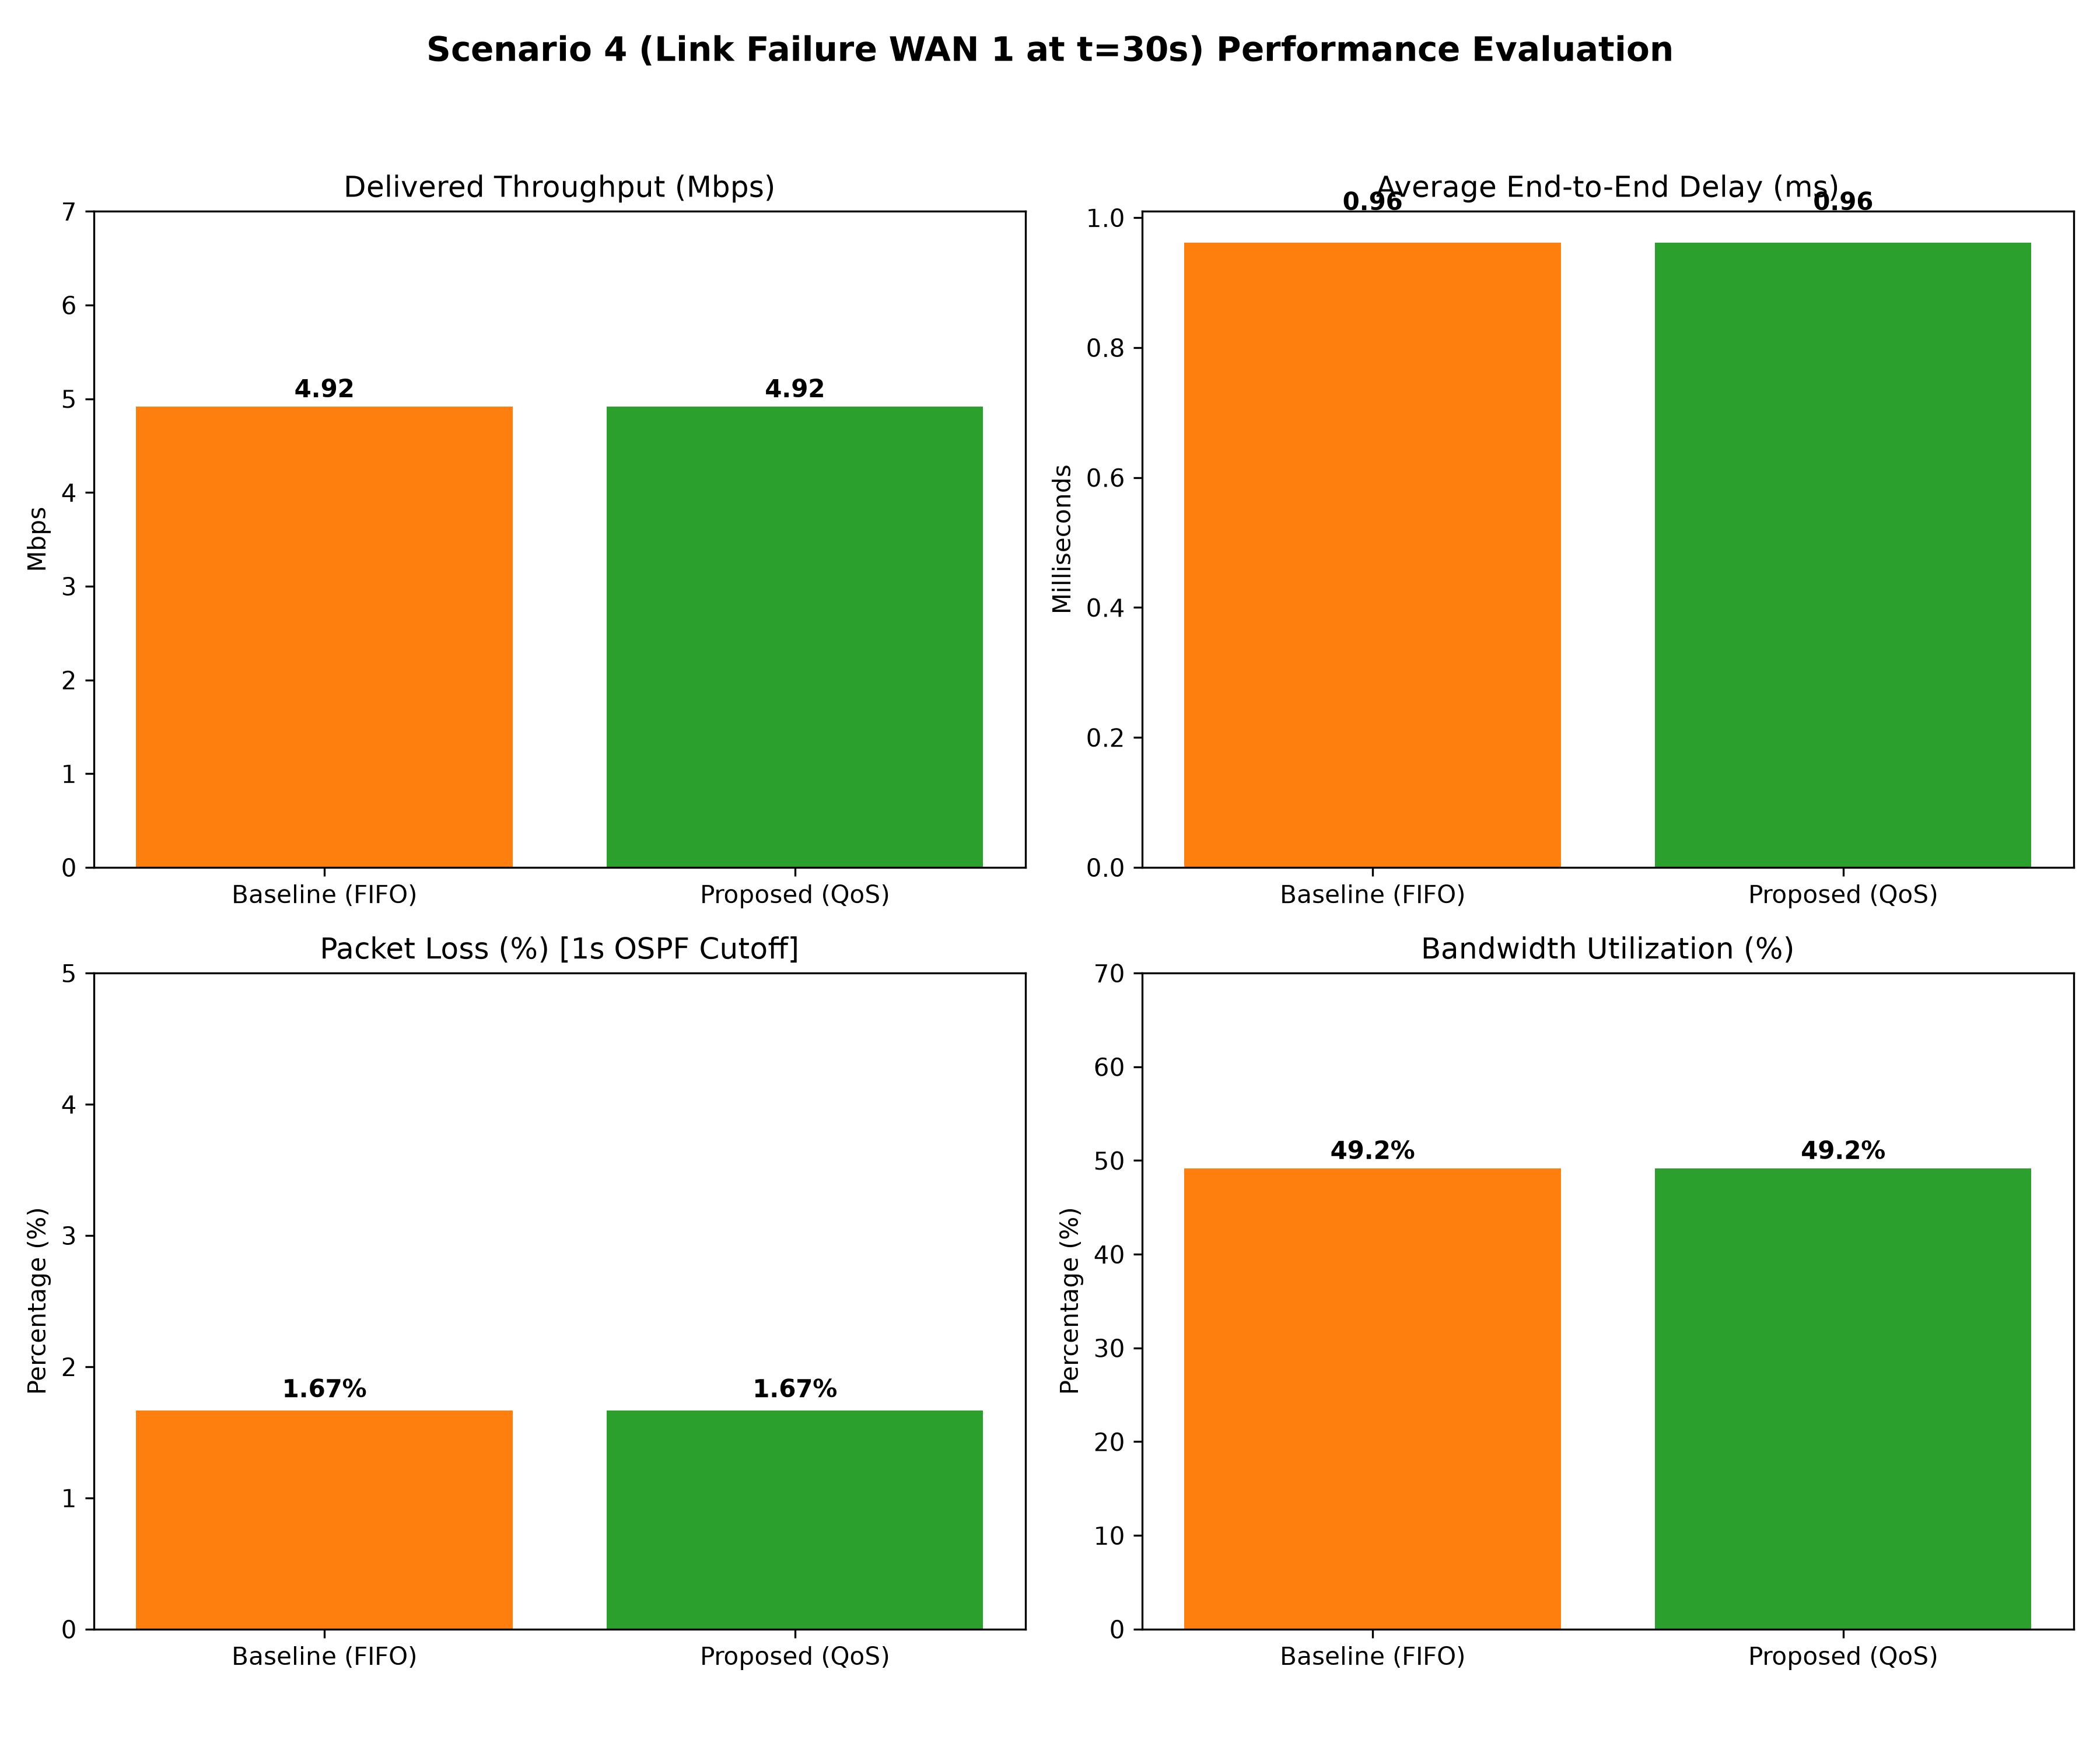 Scenario 4 (Link Failure WAN 1 at t=30s) Performance Evaluation
Delivered Throughput (Mbps)
Mbps
7
6
5
4
3
2
1
0
4.92
4.92
Baseline (FIFO)
Proposed (QoS)
Average End-to-End Delay (ms)
Milliseconds
1.0
0.8
0.6
0.4
0.2
0.0
0.96
0.96
Baseline (FIFO)
Proposed (QoS)
Packet Loss (%) [1s OSPF Cutoff]
Percentage (%)
5
4
3
2
1
0
1.67%
1.67%
Baseline (FIFO)
Proposed (QoS)
Bandwidth Utilization (%)
Percentage (%)
70
60
50
40
30
20
10
0
49.2%
49.2%
Baseline (FIFO)
Proposed (QoS)